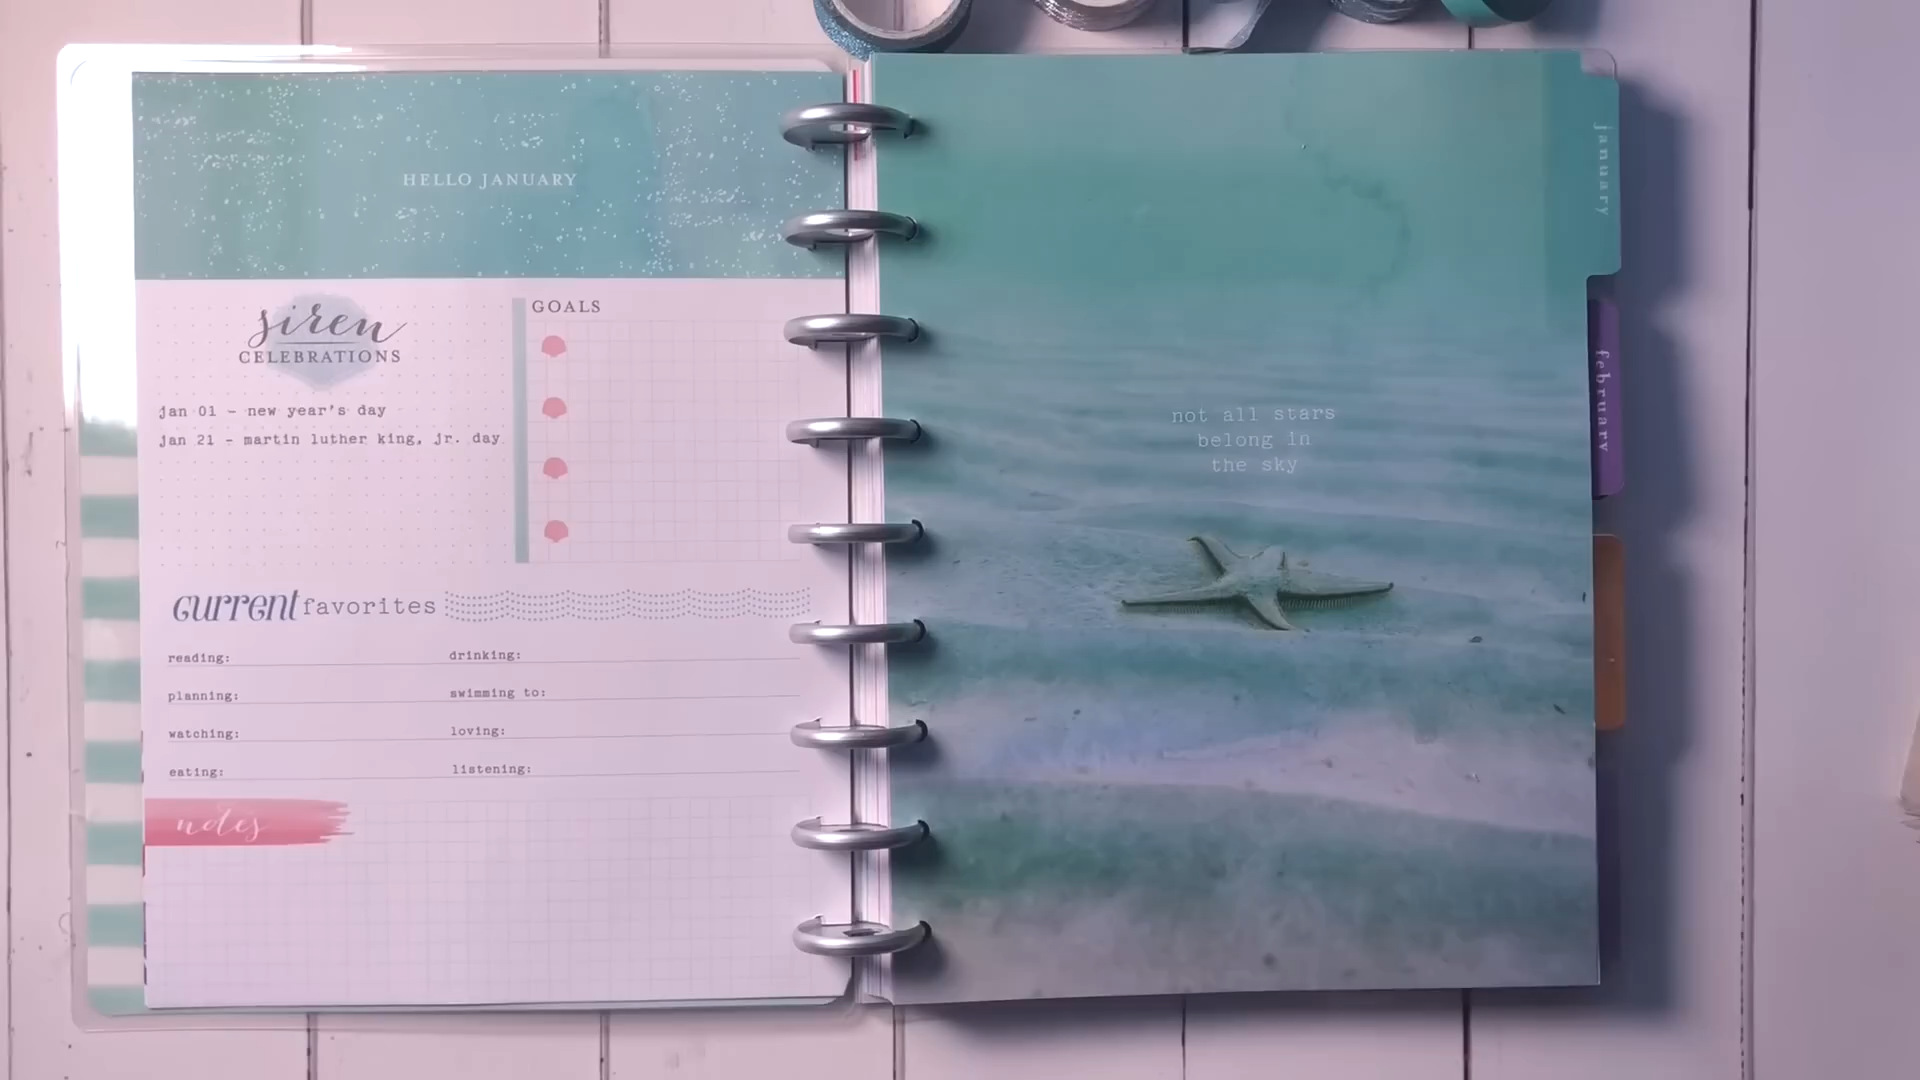 HELLO JANUARY
siren
CELEBRATIONS
jan 01 - new year's day
jan 21 - martin luther king, jr. day
GOALS
current favorites
reading:
drinking:
planning:
swimming to:
watching:
loving:
eating:
listening:
notes
not all stars
belong in
the sky
january
february